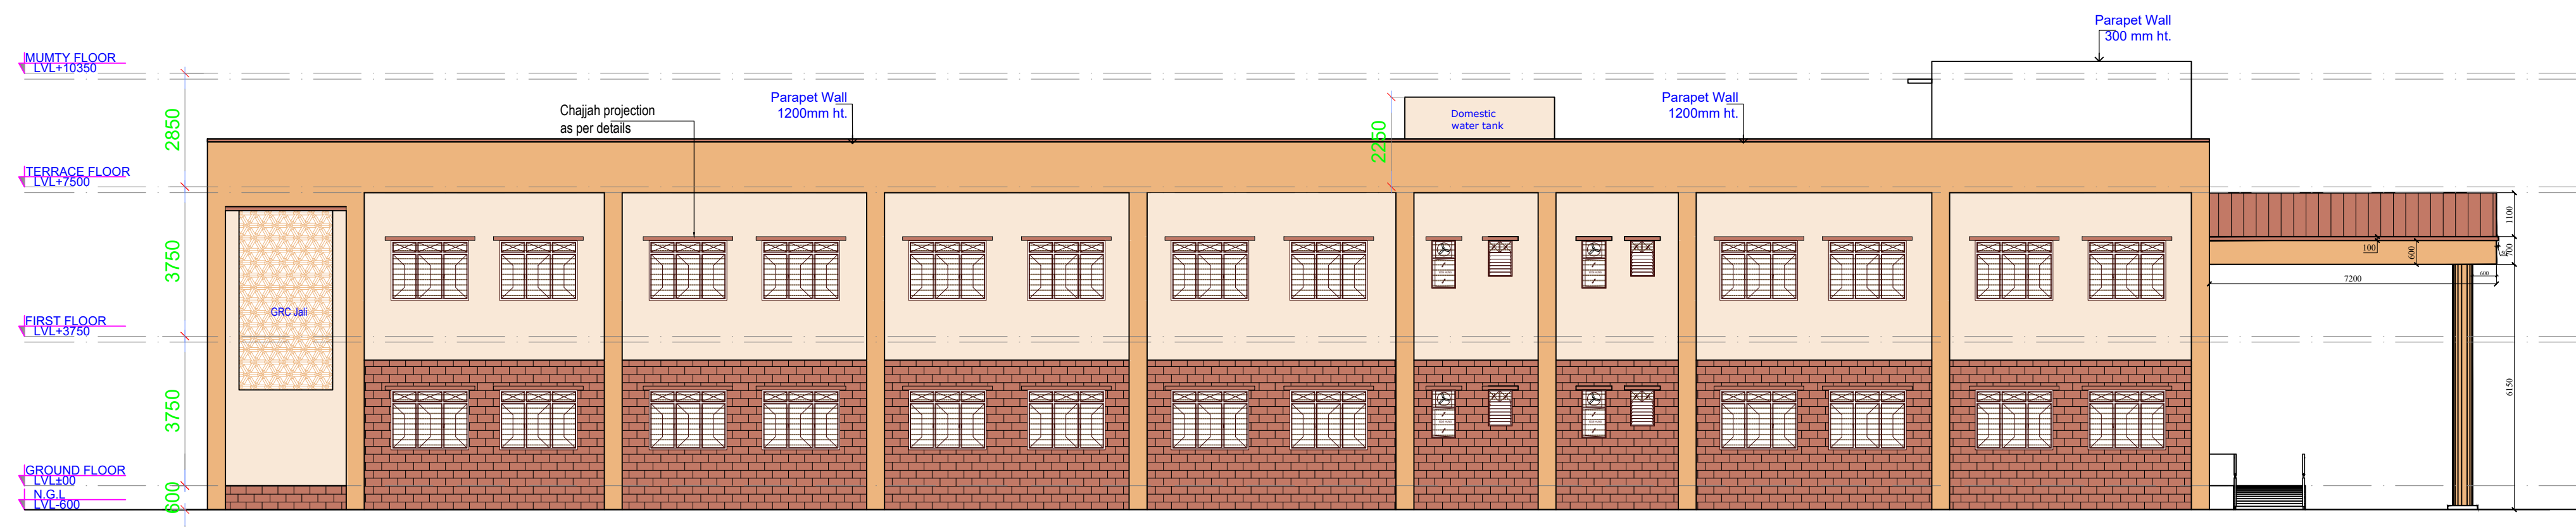 Parapet Wall
300 mm ht.
MUMTY FLOOR
LVL+10350
Chajjah projection
as per details
Parapet Wall
1200mm ht.
Domestic
water tank
Parapet Wall
1200mm ht.
2850
2250
TERRACE FLOOR
LVL+7500
1100
3750
100
600
700
600
7200
GRC Jali
FIRST FLOOR
LVL+3750
3750
6150
GROUND FLOOR
LVL±00
N.G.L
LVL-600
600